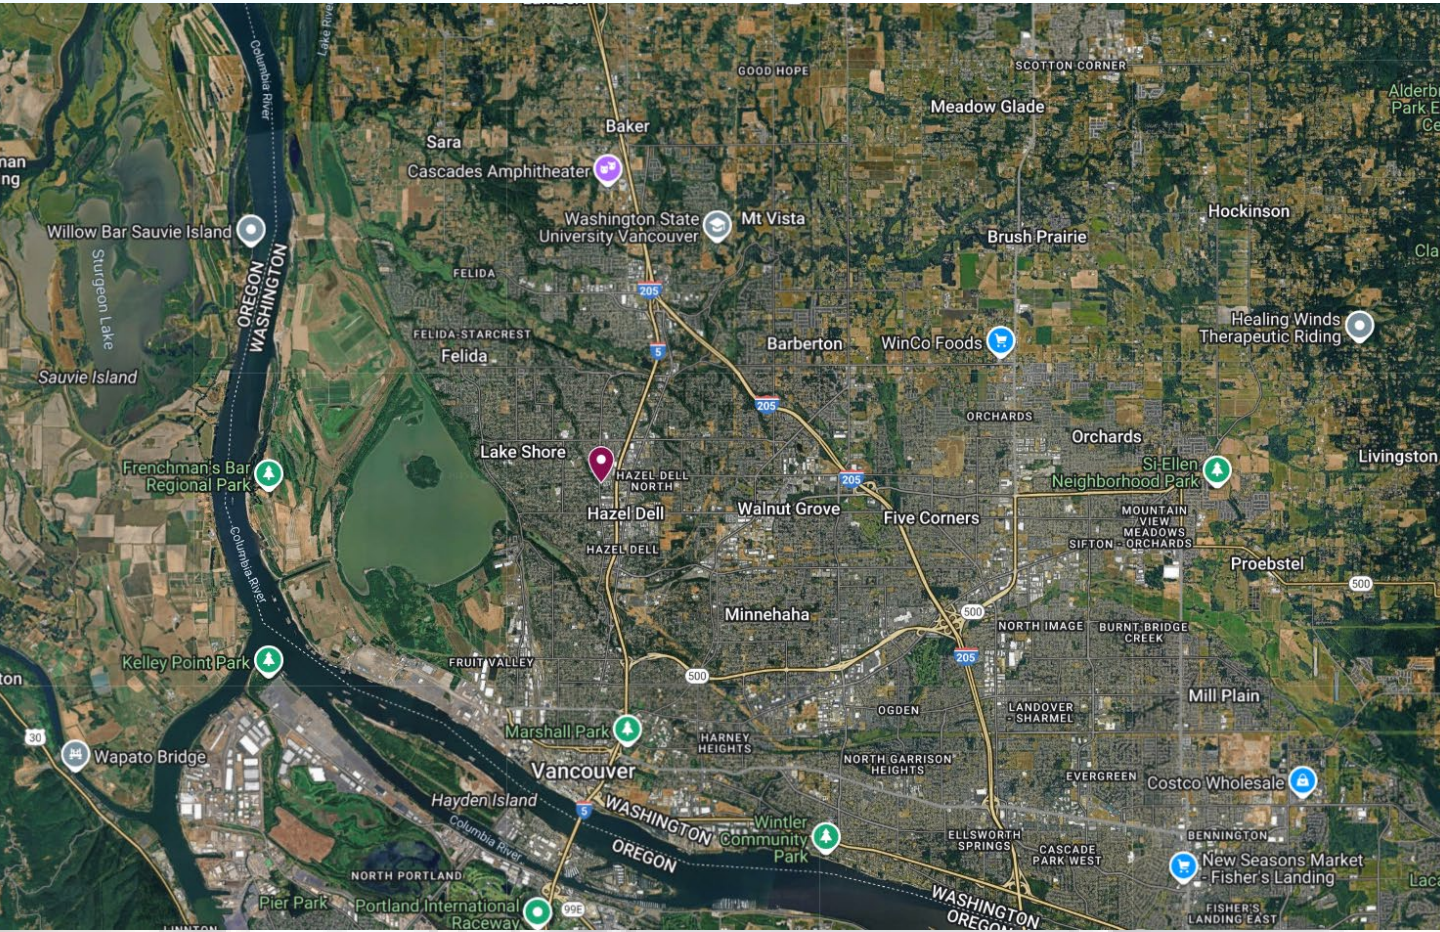 Columbia River
Lake River
GOOD HOPE
SCOTTON CORNER
Meadow Glade
Baker
Sara
Cascades Amphitheater
Washington State
University Vancouver
Mt Vista
Hockinson
Willow Bar Sauvie Island
Brush Prairie
OREGON
WASHINGTON
Sturgeon Lake
FELIDA
205
FELIDA-STARCREST
Felida
5
Barberton
WinCo Foods
Healing Winds
Therapeutic Riding
Sauvie Island
205
ORCHARDS
Orchards
Lake Shore
Livingston
Frenchman's Bar
Regional Park
HAZEL DELL
NORTH
205
Si-Ellen
Neighborhood Park
Hazel Dell
Walnut Grove
Five Corners
MOUNTAIN
VIEW
MEADOWS
SIFTON - ORCHARDS
HAZEL DELL
Columbia River
Proebstel
500
Minnehaha
500
NORTH IMAGE
BURNT BRIDGE
CREEK
Kelley Point Park
FRUIT VALLEY
500
205
Mill Plain
OGDEN
LANDOVER
- SHARMEL
30
Wapato Bridge
Marshall Park
HARNEY
HEIGHTS
Vancouver
NORTH GARRISON
HEIGHTS
EVERGREEN
Costco Wholesale
Hayden Island
5
WASHINGTON
OREGON
Columbia River
Wintler
Community
Park
ELLSWORTH
SPRINGS
CASCADE
PARK WEST
BENNINGTON
New Seasons Market
- Fisher's Landing
NORTH PORTLAND
Pier Park
Portland International
Raceway
99E
WASHINGTON
OREGON
FISHER'S
LANDING EAST